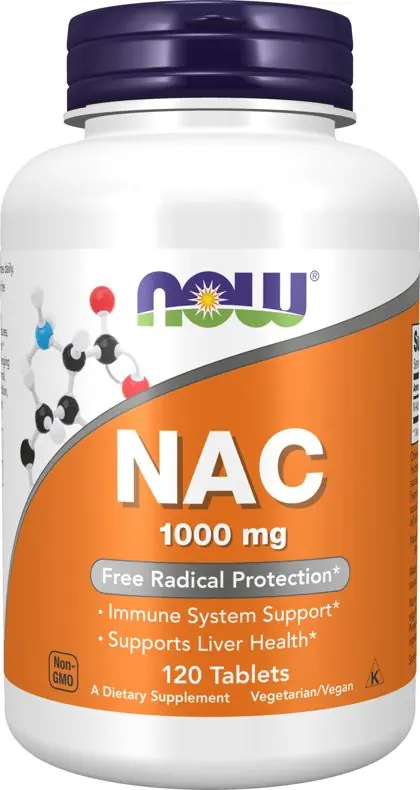 now®
NAC
1000 mg
Free Radical Protection*
• Immune System Support*
• Supports Liver Health*
120 Tablets
Non-
GMO
A Dietary Supplement Vegetarian/Vegan
K